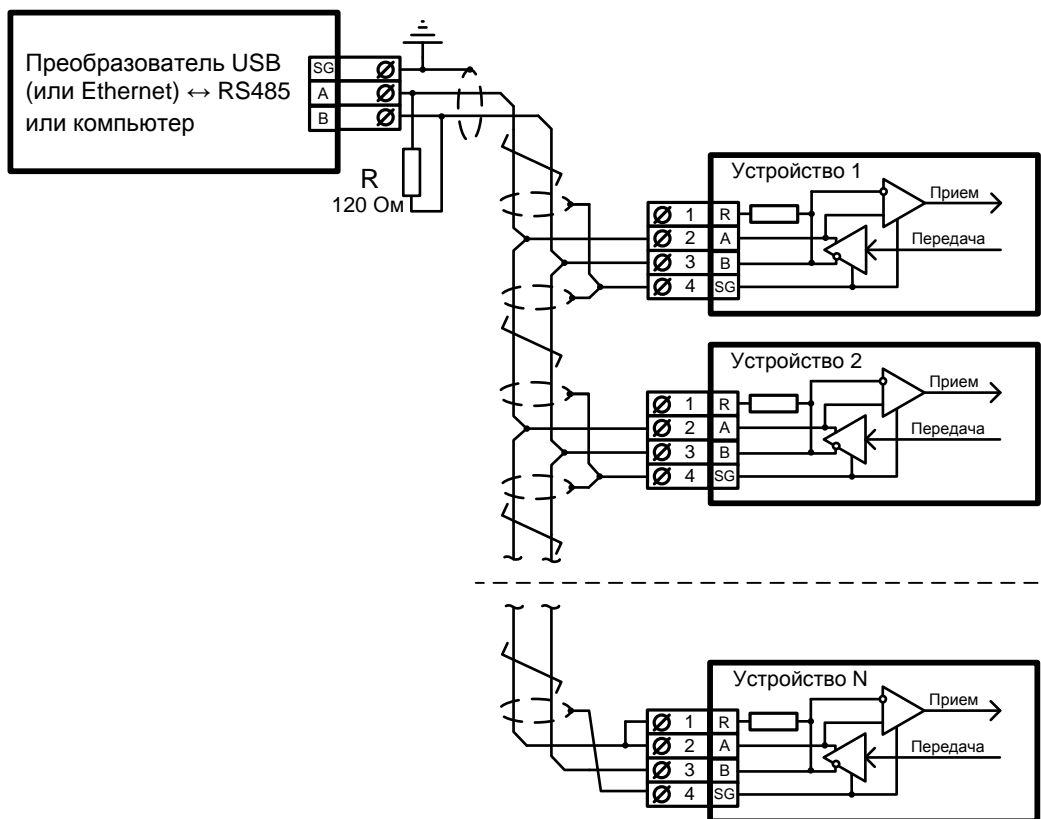 Преобразователь USB
(или Ethernet) ↔ RS485
или компьютер
SG
A
B
R
120 Ом
Устройство 1
1 R
2 A
3 B
4 SG
Прием
Передача
Устройство 2
1 R
2 A
3 B
4 SG
Прием
Передача
Устройство N
1 R
2 A
3 B
4 SG
Прием
Передача